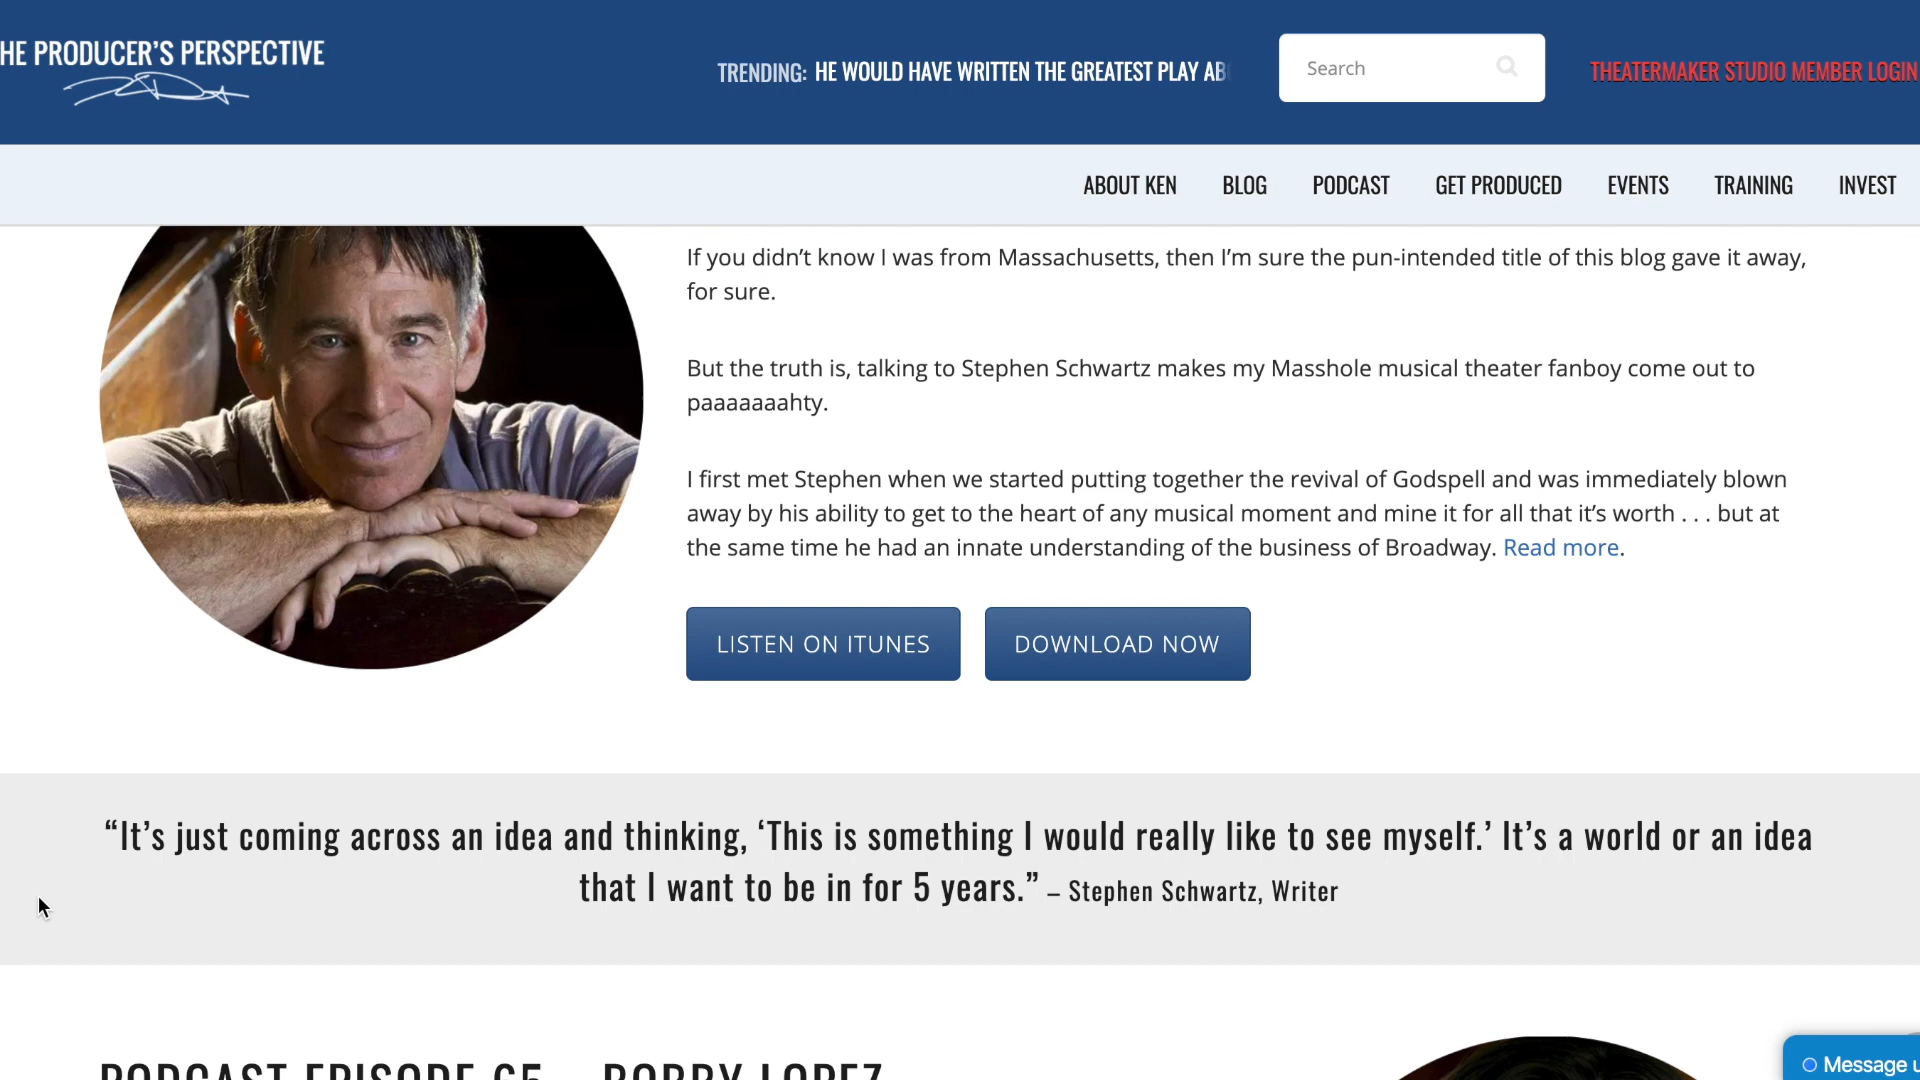 HE PRODUCER'S PERSPECTIVE
TRENDING: HE WOULD HAVE WRITTEN THE GREATEST PLAY AB
Search
THEATERMAKER STUDIO MEMBER LOGIN
ABOUT KEN BLOG PODCAST GET PRODUCED EVENTS TRAINING INVEST
If you didn’t know I was from Massachusetts, then I’m sure the pun-intended title of this blog gave it away,
for sure.
But the truth is, talking to Stephen Schwartz makes my Masshole musical theater fanboy come out to
paaaaaaahty.
I first met Stephen when we started putting together the revival of Godspell and was immediately blown
away by his ability to get to the heart of any musical moment and mine it for all that it’s worth . . . but at
the same time he had an innate understanding of the business of Broadway. Read more.
LISTEN ON ITUNES DOWNLOAD NOW
“It’s just coming across an idea and thinking, ‘This is something I would really like to see myself.’ It’s a world or an idea
that I want to be in for 5 years.” – Stephen Schwartz, Writer
PODCAST EPISODE 65 – BOBBY LOPEZ
Message u